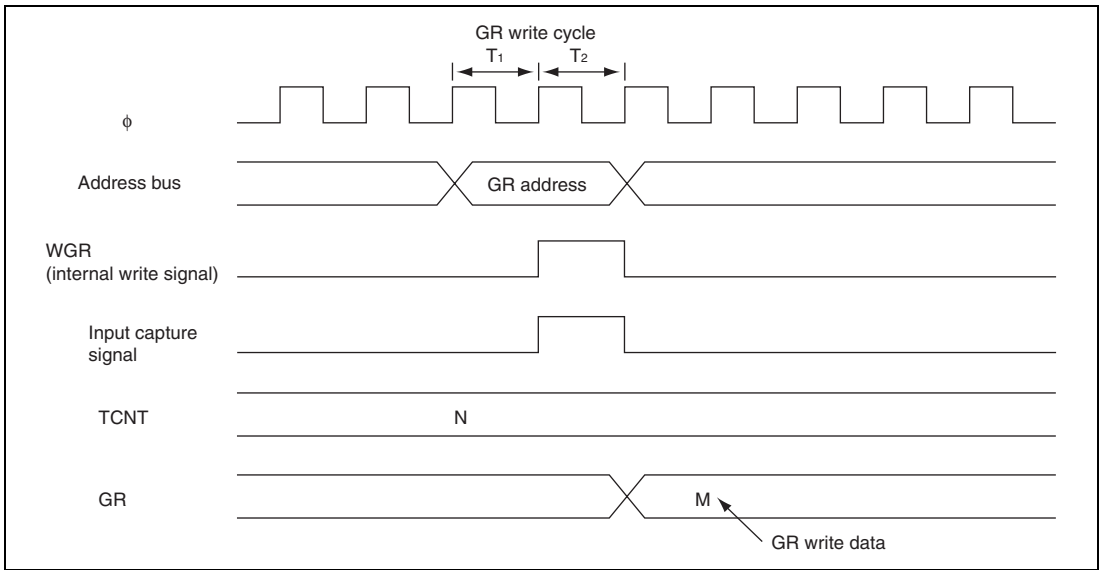 GR write cycle
T1 T2
ϕ
Address bus
GR address
WGR
(internal write signal)
Input capture
signal
TCNT
N
GR
M
GR write data